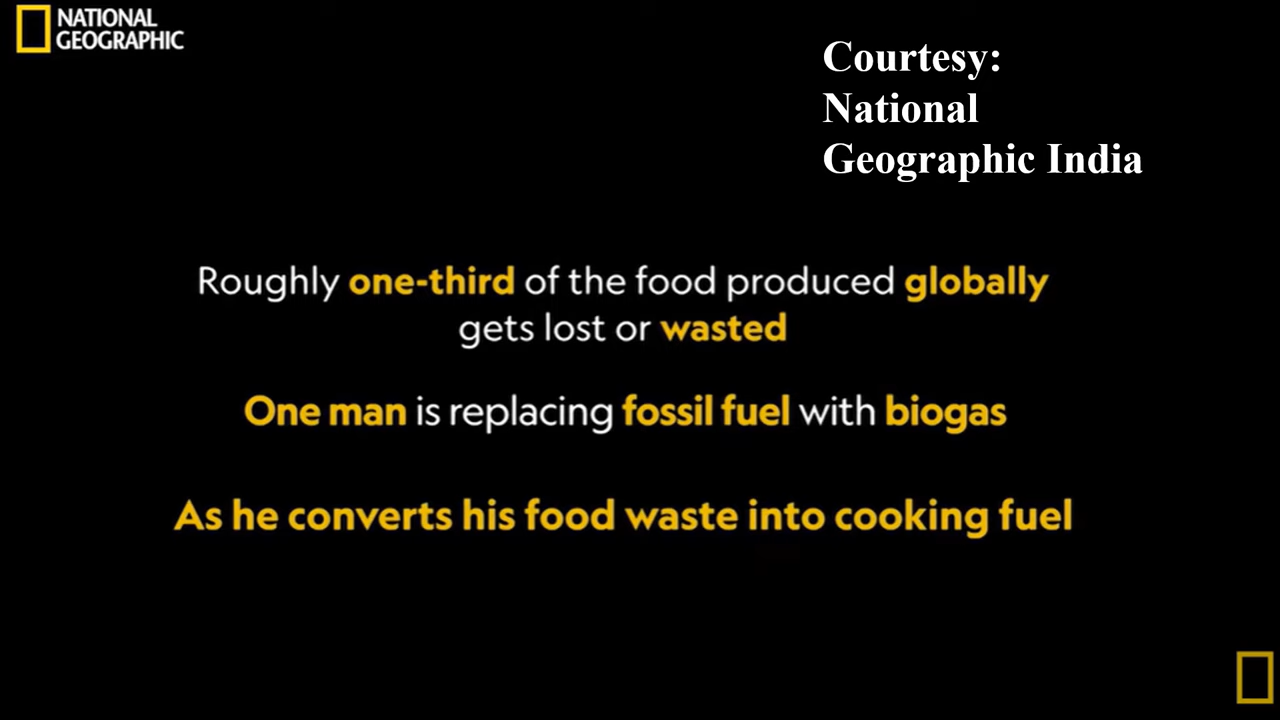 NATIONAL
GEOGRAPHIC
Courtesy:
National
Geographic India
Roughly one-third of the food produced globally
gets lost or wasted
One man is replacing fossil fuel with biogas
As he converts his food waste into cooking fuel